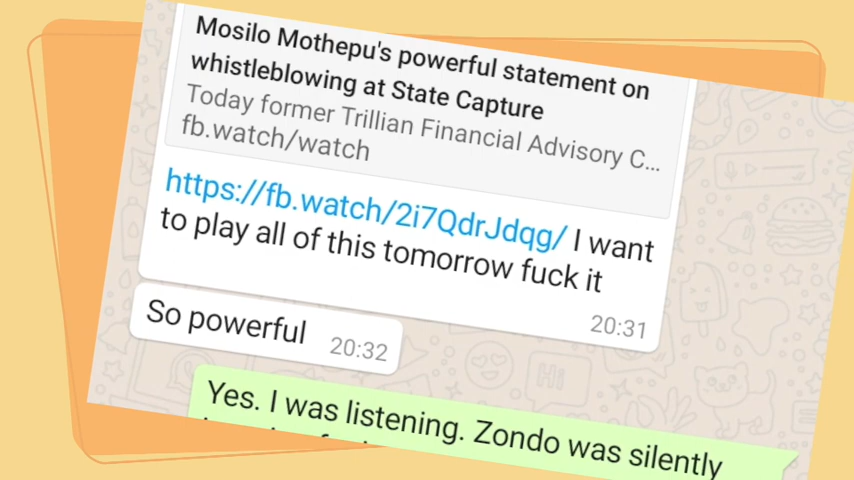 Mosilo Mothepu's powerful statement on
whistleblowing at State Capture
Today former Trillian Financial Advisory C...
fb.watch/watch
https://fb.watch/2i7QdrJdqg/ I want
to play all of this tomorrow fuck it
20:31
So powerful 20:32
Yes. I was listening. Zondo was silently
Hi